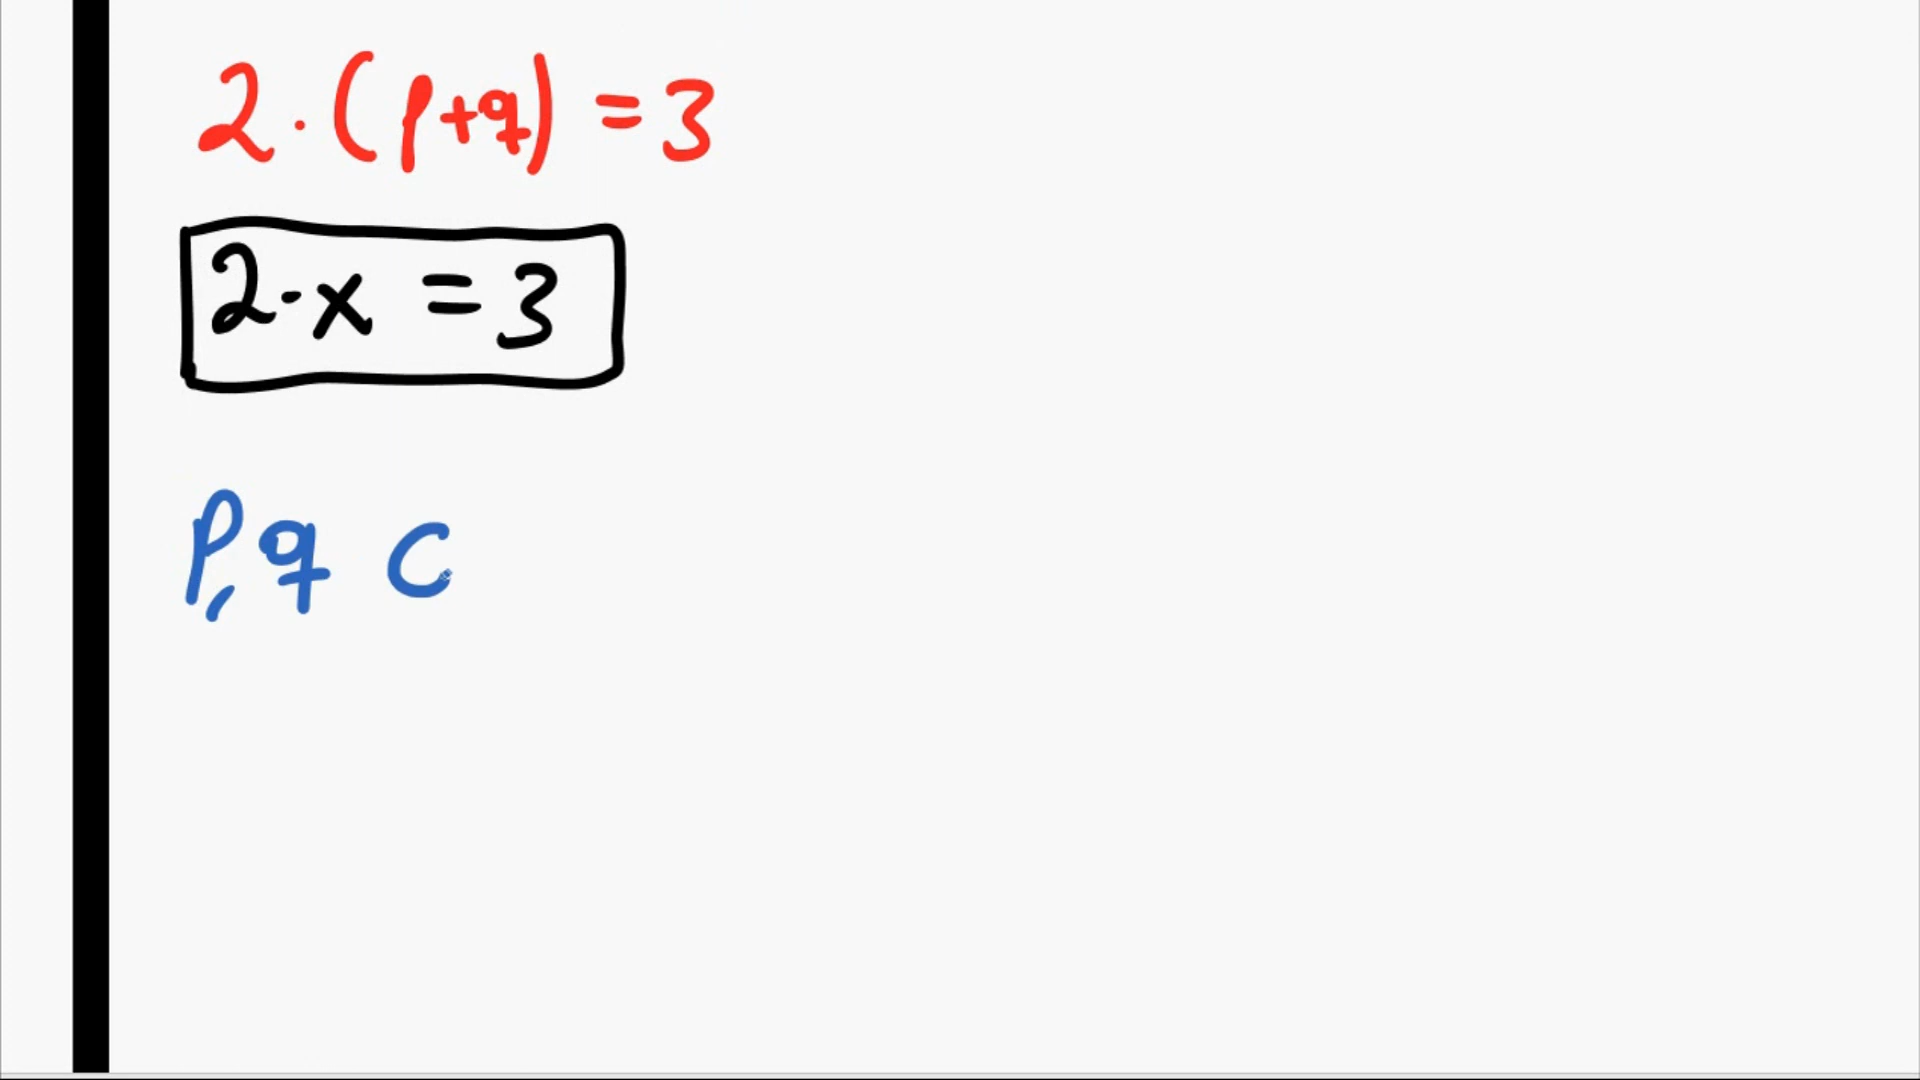 2·(p+q) = 3
2·x = 3
p, q c